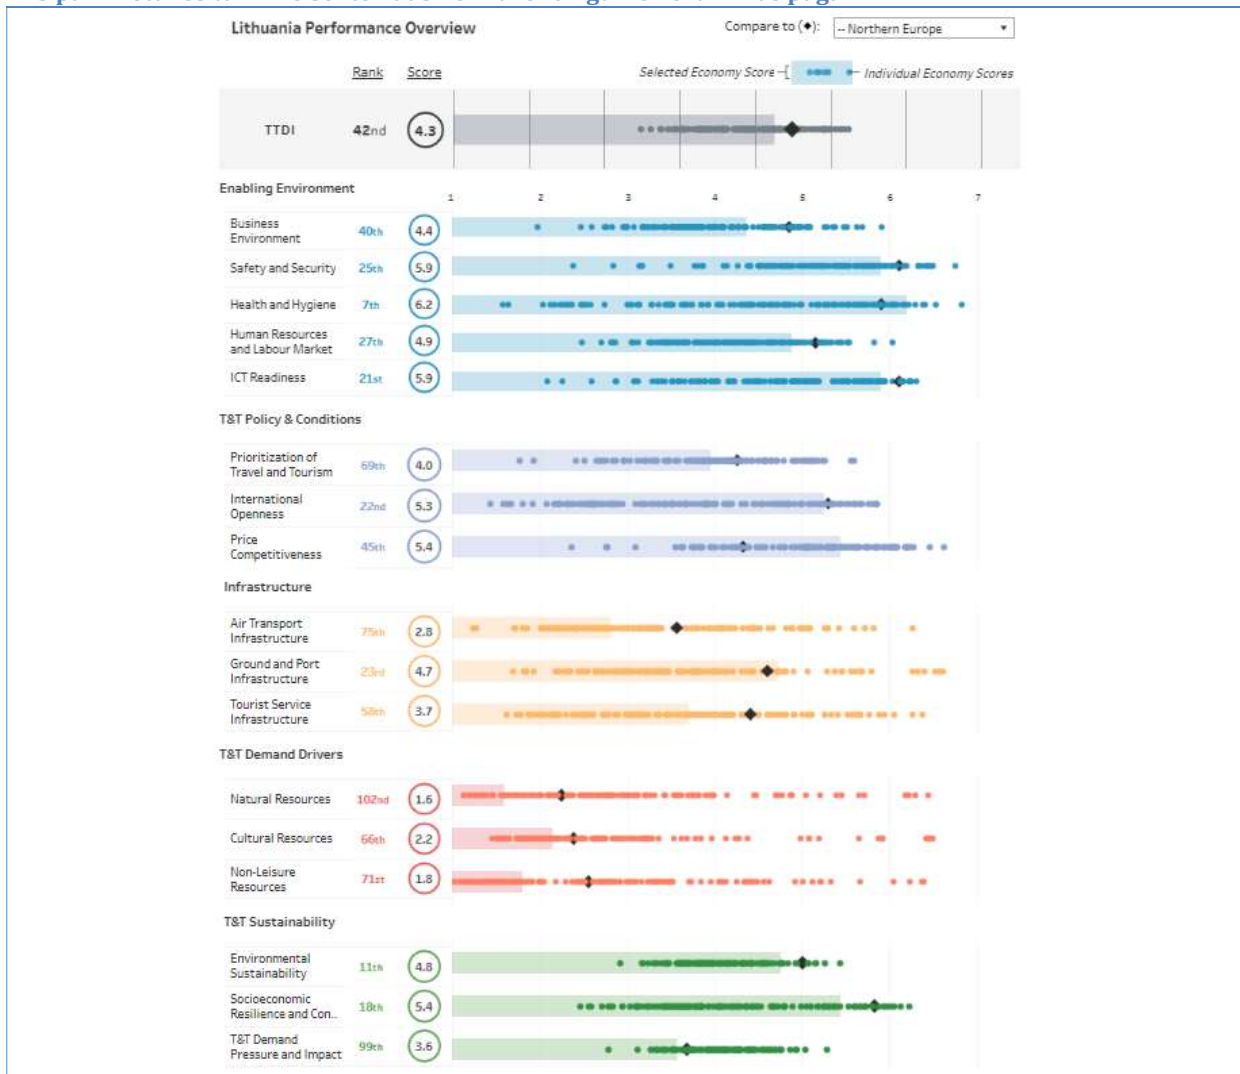 Lithuania Performance Overview
Compare to (◆):
-- Northern Europe
Rank Score
Selected Economy Score
Individual Economy Scores
TTDI 42nd 4.3
Enabling Environment
1 2 3 4 5 6 7
Business
Environment
40th 4.4
Safety and Security 25th 5.9
Health and Hygiene 7th 6.2
Human Resources
and Labour Market
27th 4.9
ICT Readiness 21st 5.9
T&T Policy & Conditions
Prioritization of
Travel and Tourism
69th 4.0
International
Openness
22nd 5.3
Price
Competitiveness
45th 5.4
Infrastructure
Air Transport
Infrastructure
75th 2.8
Ground and Port
Infrastructure
23rd 4.7
Tourist Service
Infrastructure
58th 3.7
T&T Demand Drivers
Natural Resources 102nd 1.6
Cultural Resources 66th 2.2
Non-Leisure
Resources
71st 1.8
T&T Sustainability
Environmental
Sustainability
11th 4.8
Socioeconomic
Resilience and Con..
18th 5.4
T&T Demand
Pressure and Impact
99th 3.6